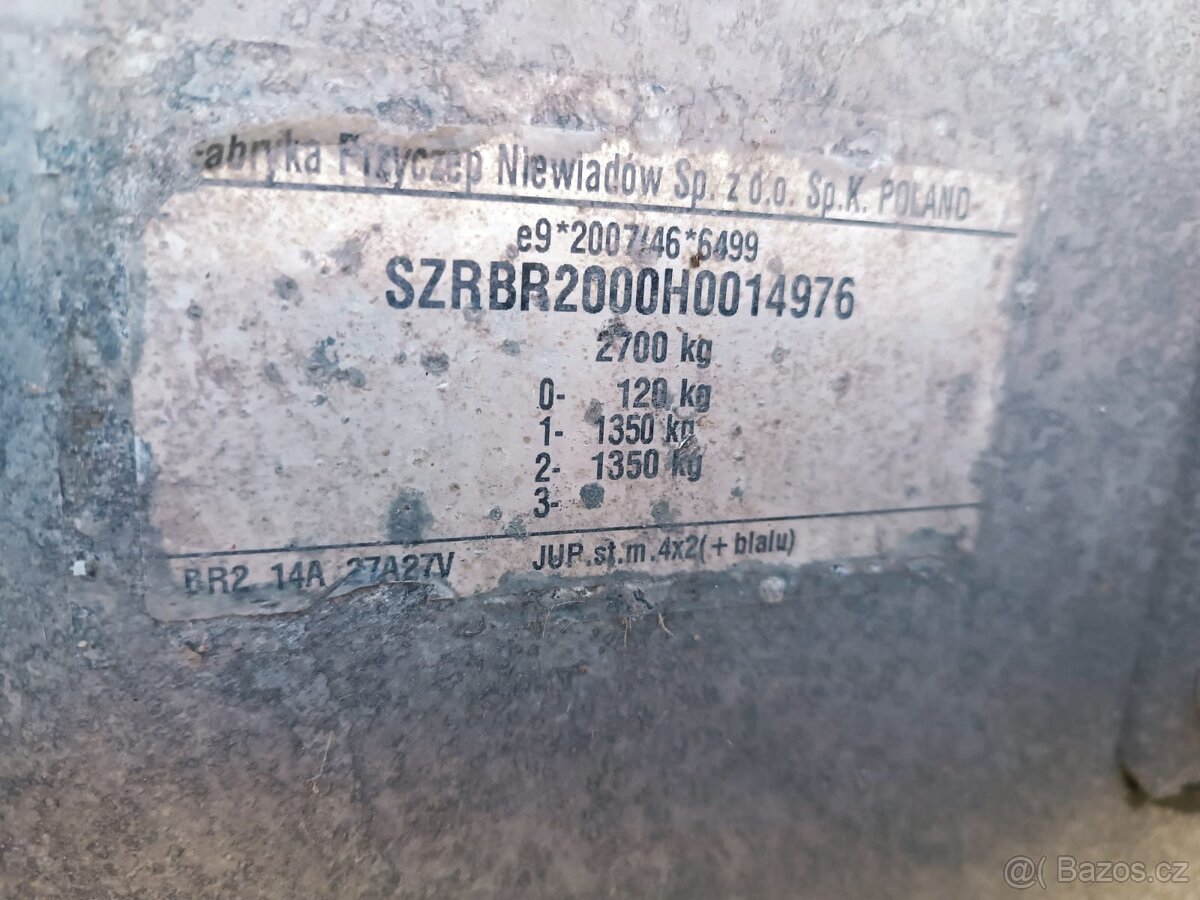 Fabryka Przyczep Niewiadów Sp. z o.o. Sp.K. POLAND
e9*2007/46*6499
SZRBR2000H0014976
2700 kg
0- 120 kg
1- 1350 kg
2- 1350 kg
3-
BR2 14A 27A27V JUP.st.m.4x2(+blalu)
@( Bazos.cz